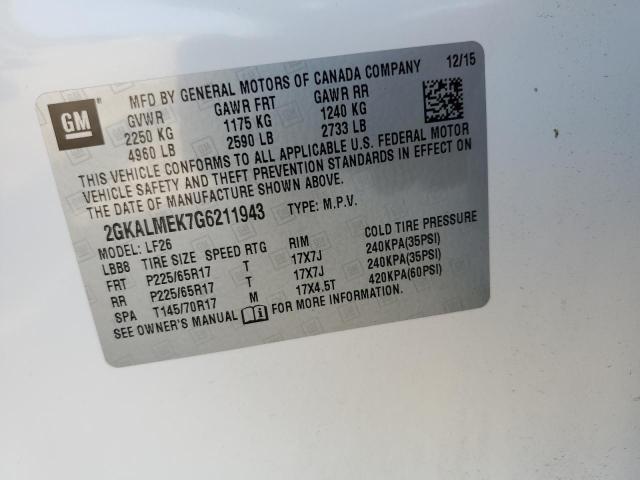 GM ®
MFD BY GENERAL MOTORS OF CANADA COMPANY 12/15
GVWR GAWR FRT GAWR RR
2250 KG 1175 KG 1240 KG
4960 LB 2590 LB 2733 LB
THIS VEHICLE CONFORMS TO ALL APPLICABLE U.S. FEDERAL MOTOR
VEHICLE SAFETY AND THEFT PREVENTION STANDARDS IN EFFECT ON
THE DATE OF MANUFACTURE SHOWN ABOVE.
2GKALMEK7G6211943 TYPE: M.P.V.
MODEL: LF26
LBB8 TIRE SIZE SPEED RTG RIM COLD TIRE PRESSURE
FRT P225/65R17 T 17X7J 240KPA(35PSI)
RR P225/65R17 T 17X7J 240KPA(35PSI)
SPA T145/70R17 M 17X4.5T 420KPA(60PSI)
SEE OWNER'S MANUAL FOR MORE INFORMATION.